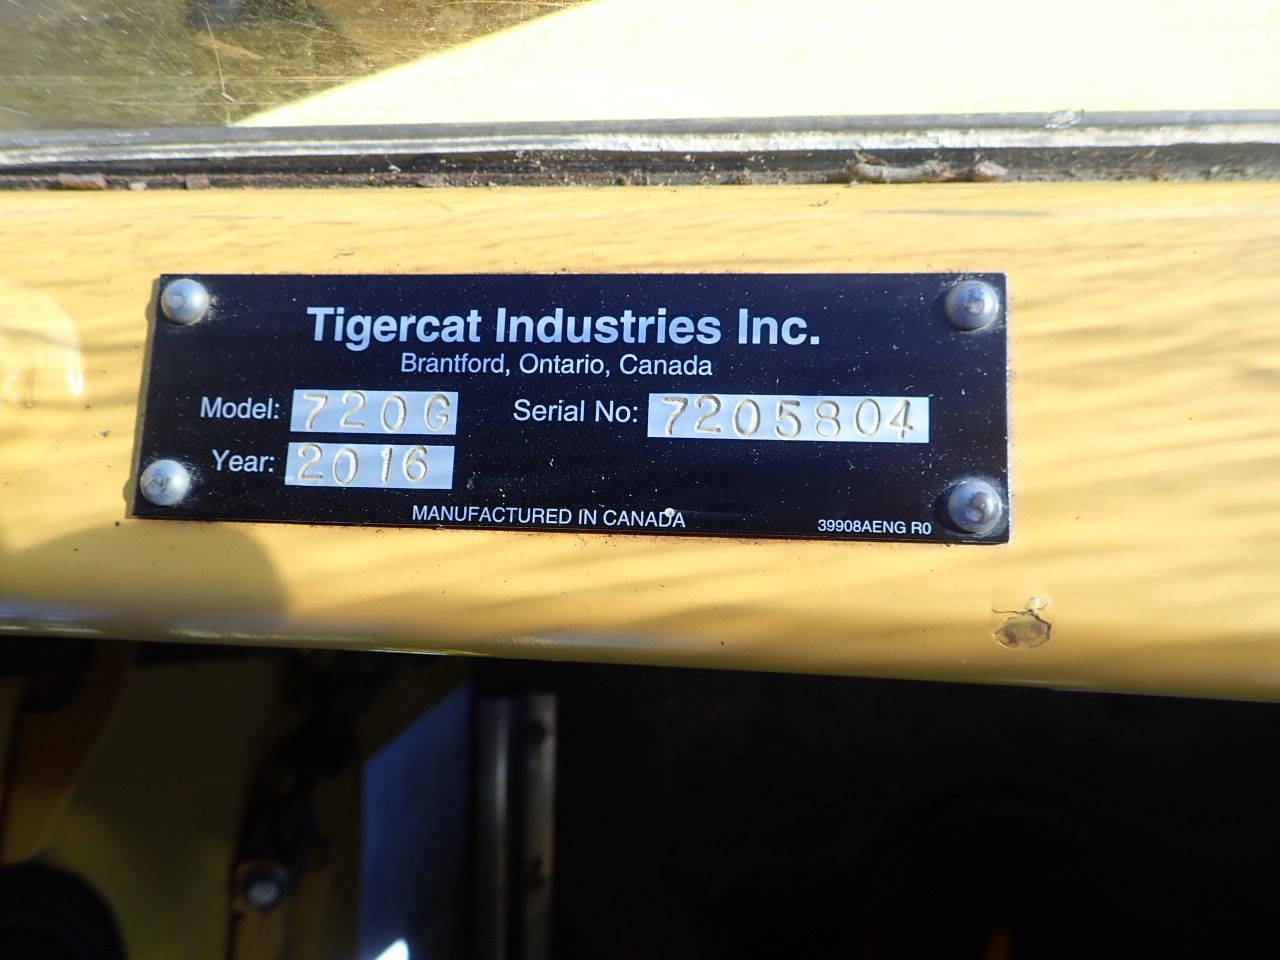 Tigercat Industries Inc.
Brantford, Ontario, Canada
Model: 720G Serial No: 7205804
Year: 2016
MANUFACTURED IN CANADA 39908AENG R0